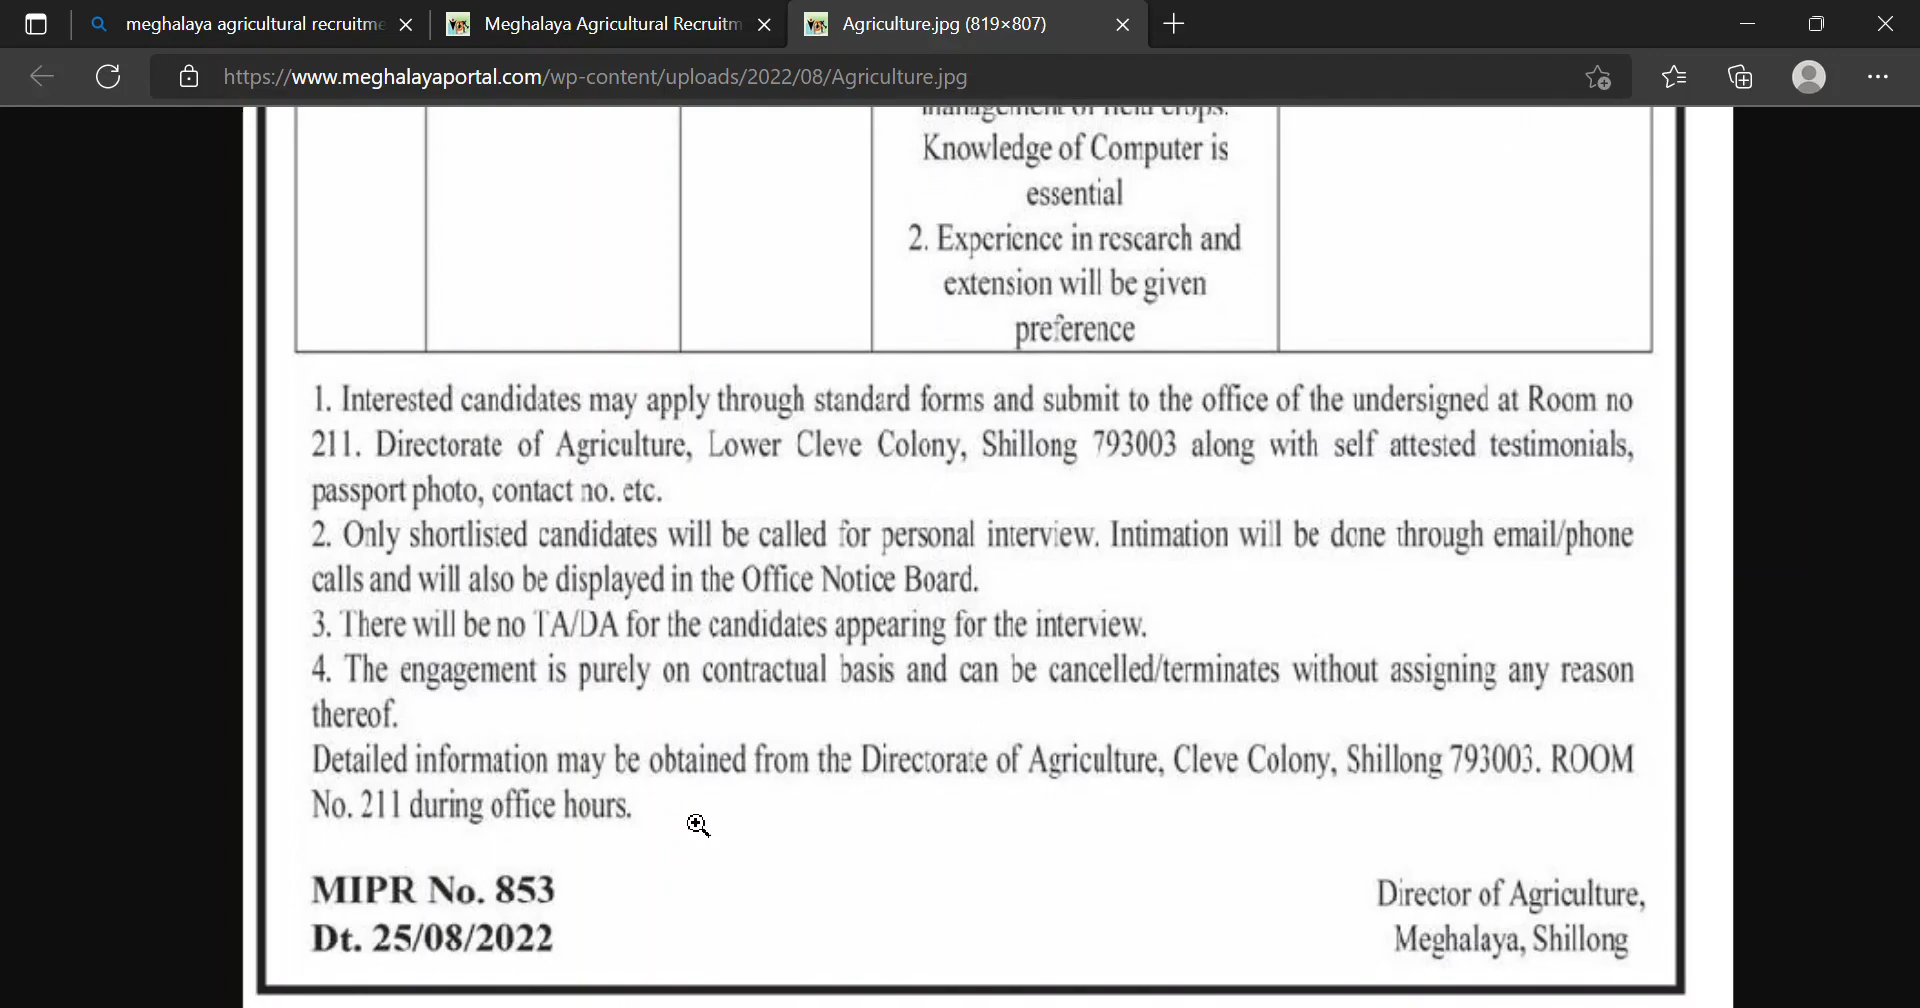 meghalaya agricultural recruitme
Meghalaya Agricultural Recruitm
Agriculture.jpg (819×807)
https://www.meghalayaportal.com/wp-content/uploads/2022/08/Agriculture.jpg
management of field crops.
Knowledge of Computer is
essential
2. Experience in research and
extension will be given
preference
1. Interested candidates may apply through standard forms and submit to the office of the undersigned at Room no
211. Directorate of Agriculture, Lower Cleve Colony, Shillong 793003 along with self attested testimonials,
passport photo, contact no. etc.
2. Only shortlisted candidates will be called for personal interview. Intimation will be done through email/phone
calls and will also be displayed in the Office Notice Board.
3. There will be no TA/DA for the candidates appearing for the interview.
4. The engagement is purely on contractual basis and can be cancelled/terminates without assigning any reason
thereof.
Detailed information may be obtained from the Directorate of Agriculture, Cleve Colony, Shillong 793003. ROOM
No. 211 during office hours.
MIPR No. 853
Dt. 25/08/2022
Director of Agriculture,
Meghalaya, Shillong